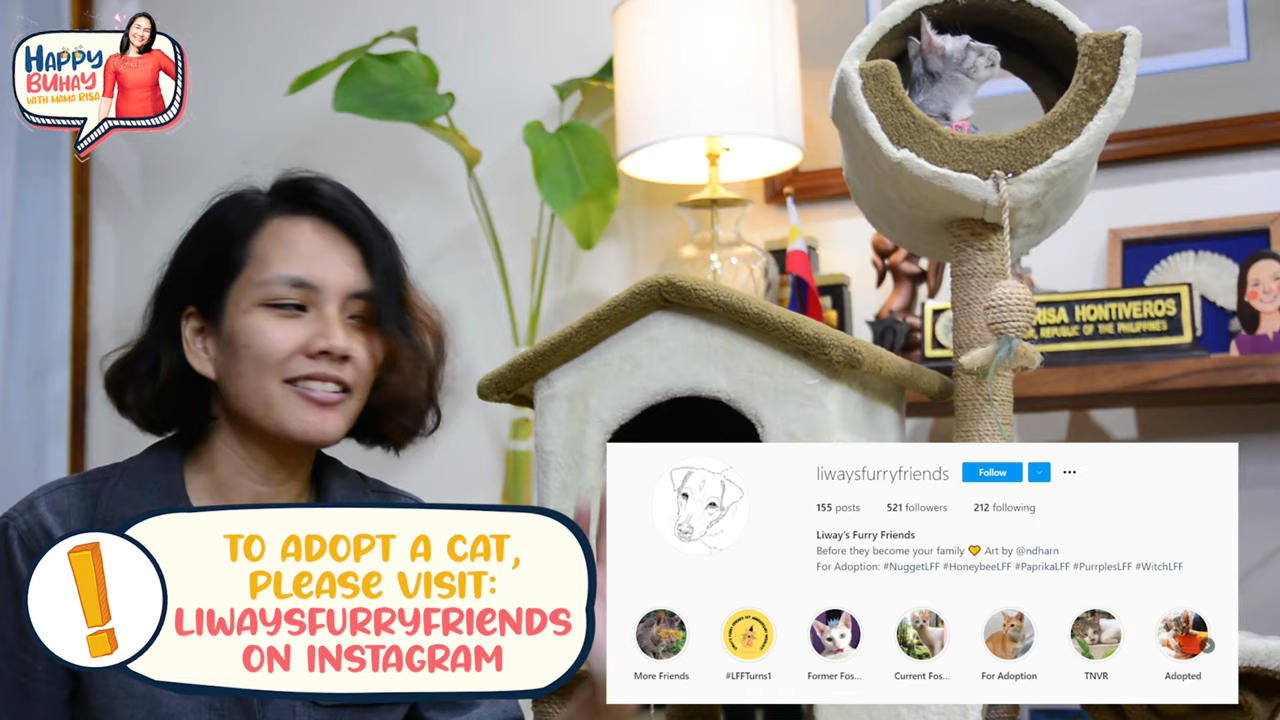 HAPPY
BUHAY
WITH MAMA RISA
RISA HONTIVEROS
REPUBLIC OF THE PHILIPPINES
TO ADOPT A CAT,
PLEASE VISIT:
LIWAYSFURRYFRIENDS
ON INSTAGRAM
liwaysfurryfriends Follow
155 posts 521 followers 212 following
Liway's Furry Friends
Before they become your family 🧡 Art by @ndharn
For Adoption: #NuggetLFF #HoneybeeLFF #PaprikaLFF #PurrplesLFF #WitchLFF
More Friends #LFFTurns1 Former Fos... Current Fos... For Adoption TNVR Adopted